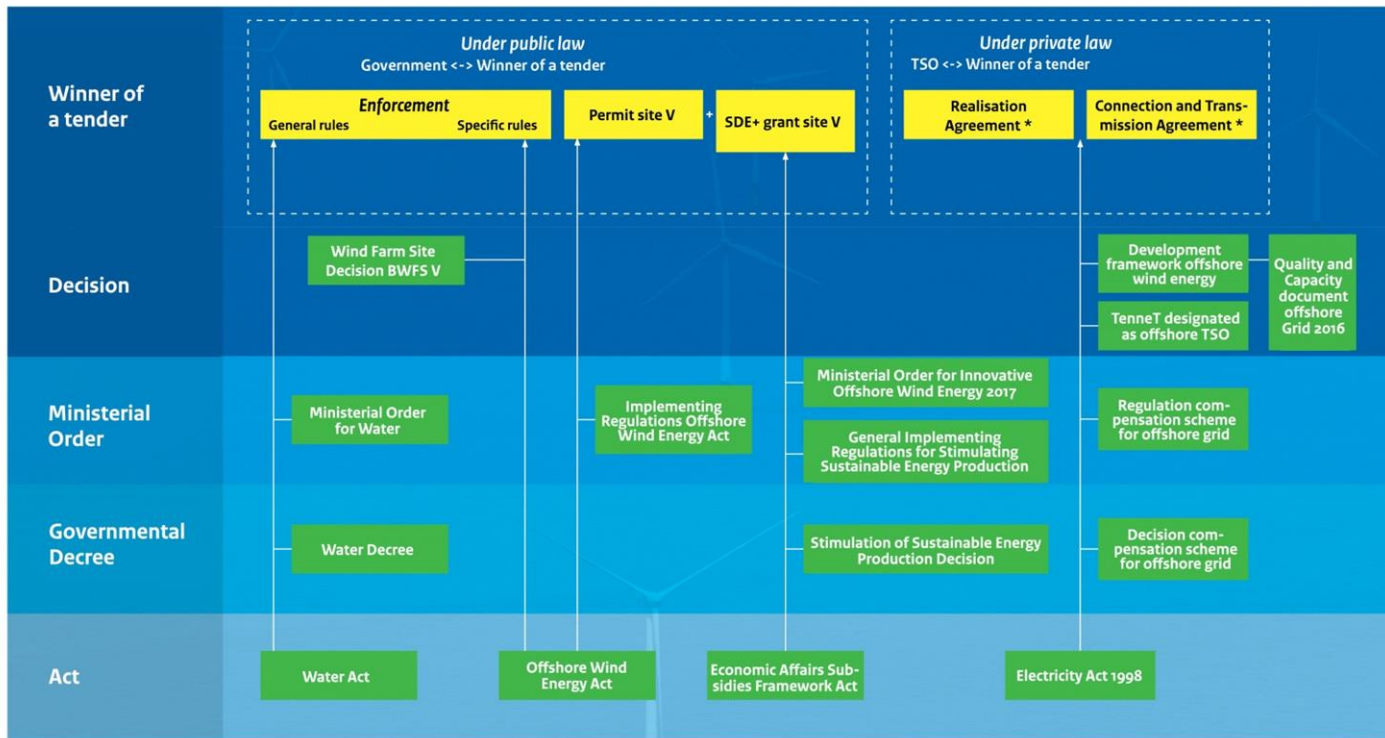 Under public law
Government <-> Winner of a tender
Under private law
TSO <-> Winner of a tender
Winner of
a tender
Enforcement
General rules
Specific rules
Permit site V
+
SDE+ grant site V
Realisation
Agreement *
Connection and Trans-
mission Agreement *
Decision
Wind Farm Site
Decision BWFS V
Development
framework offshore
wind energy
Quality and
Capacity
document
offshore
Grid 2016
TenneT designated
as offshore TSO
Ministerial
Order
Ministerial Order
for Water
Implementing
Regulations Offshore
Wind Energy Act
Ministerial Order for Innovative
Offshore Wind Energy 2017
General Implementing
Regulations for Stimulating
Sustainable Energy Production
Regulation com-
pensation scheme
for offshore grid
Governmental
Decree
Water Decree
Stimulation of Sustainable Energy
Production Decision
Decision com-
pensation scheme
for offshore grid
Act
Water Act
Offshore Wind
Energy Act
Economic Affairs Sub-
sidies Framework Act
Electricity Act 1998